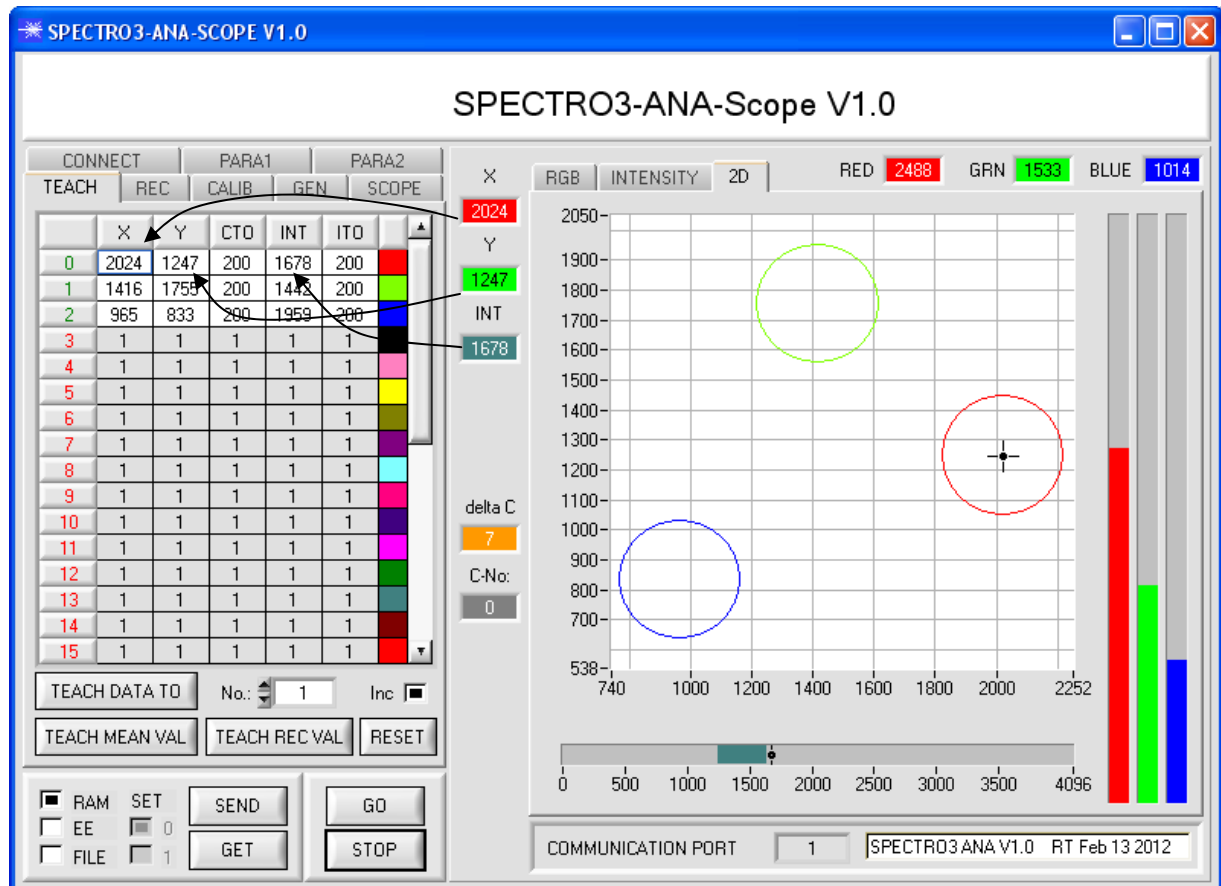 SPECTRO3-ANA-SCOPE V1.0
SPECTRO3-ANA-Scope V1.0
CONNECT PARA1 PARA2
TEACH REC CALIB GEN SCOPE
X Y CTO INT ITO
0 2024 1247 200 1678 200
1 1416 1755 200 1442 200
2 965 833 200 1959 200
3 1 1 1 1 1
4 1 1 1 1 1
5 1 1 1 1 1
6 1 1 1 1 1
7 1 1 1 1 1
8 1 1 1 1 1
9 1 1 1 1 1
10 1 1 1 1 1
11 1 1 1 1 1
12 1 1 1 1 1
13 1 1 1 1 1
14 1 1 1 1 1
15 1 1 1 1 1
TEACH DATA TO No.: 1 Inc
TEACH MEAN VAL TEACH REC VAL RESET
RAM SET SEND GO
EE 0
FILE 1 GET STOP
X
2024
Y
1247
INT
1678
delta C
7
C-No:
0
RGB INTENSITY 2D RED 2488 GRN 1533 BLUE 1014
2050
1900
1800
1700
1600
1500
1400
1300
1200
1100
1000
900
800
700
538
740 1000 1200 1400 1600 1800 2000 2252
0 500 1000 1500 2000 2500 3000 3500 4096
COMMUNICATION PORT 1 SPECTRO3 ANA V1.0 RT Feb 13 2012